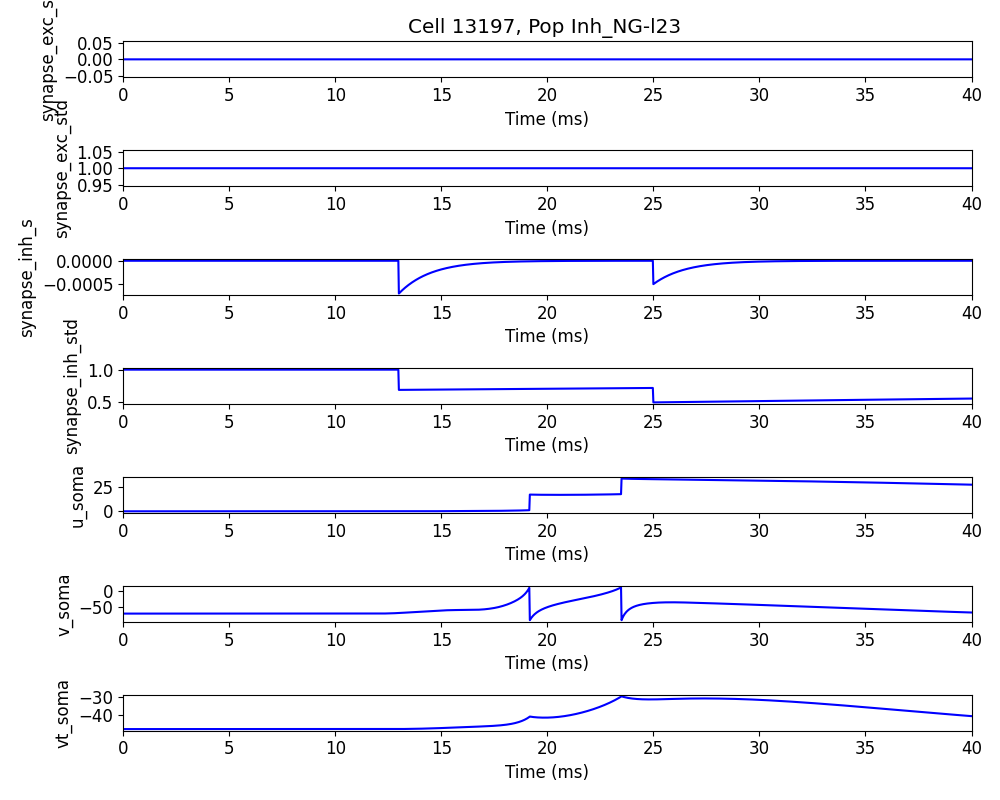 Cell 13197, Pop Inh_NG-l23
synapse_exc_s
0.05
0.00
−0.05
0 5 10 15 20 25 30 35 40
Time (ms)
synapse_exc_std
1.05
1.00
0.95
0 5 10 15 20 25 30 35 40
Time (ms)
synapse_inh_s
0.0000
−0.0005
0 5 10 15 20 25 30 35 40
Time (ms)
synapse_inh_std
1.0
0.5
0 5 10 15 20 25 30 35 40
Time (ms)
u_soma
25
0
0 5 10 15 20 25 30 35 40
Time (ms)
v_soma
0
−50
0 5 10 15 20 25 30 35 40
Time (ms)
vt_soma
−30
−40
0 5 10 15 20 25 30 35 40
Time (ms)